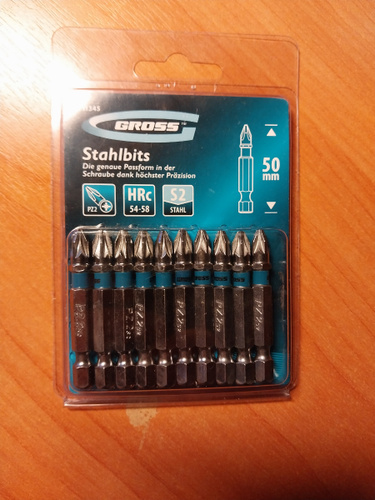 GROSS
Stahlbits
Die genaue Passform in der
Schraube dank höchster Präzision
50
mm
PZ2
HRc
54-58
S2
STAHL